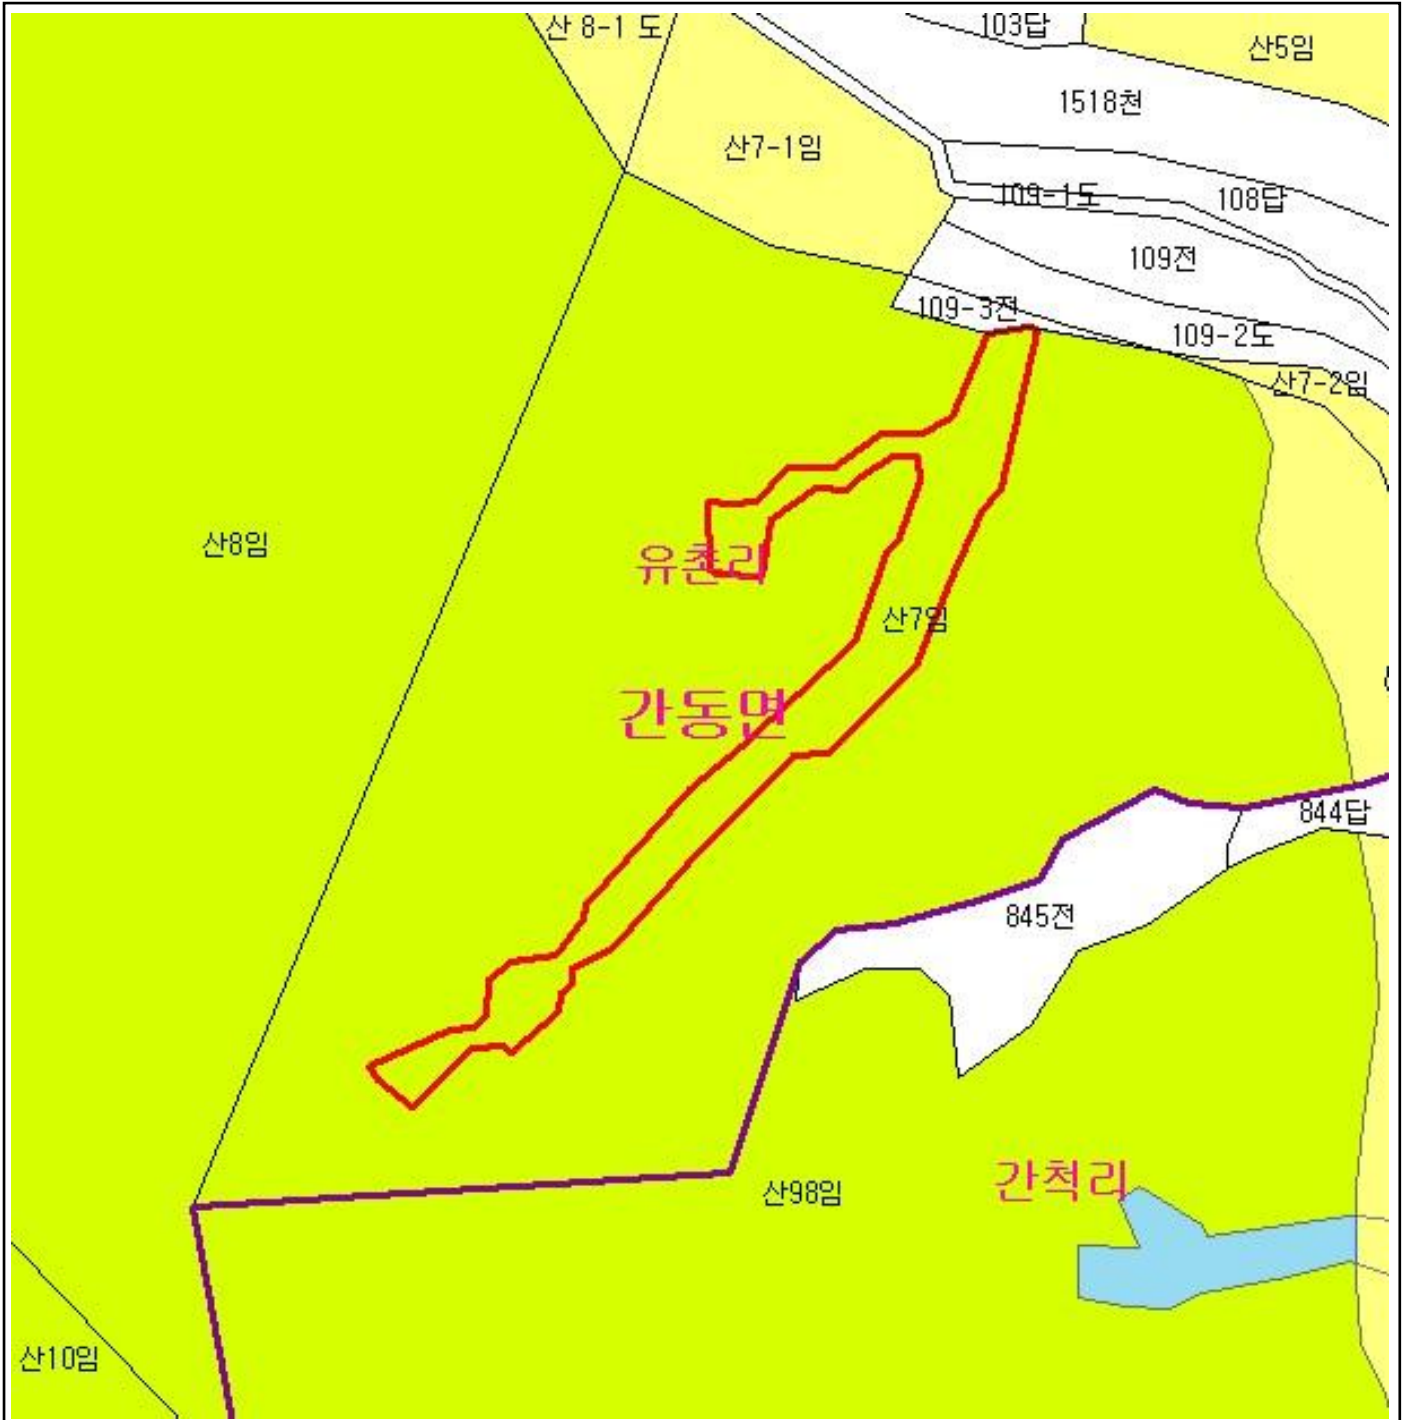 산 8-1 도
103답
산5임
1518천
산7-1임
109-1도
108답
109전
109-3전
109-2도
산7-2임
산8임
유촌리
산7임
간동면
844답
845전
간척리
산98임
산10임